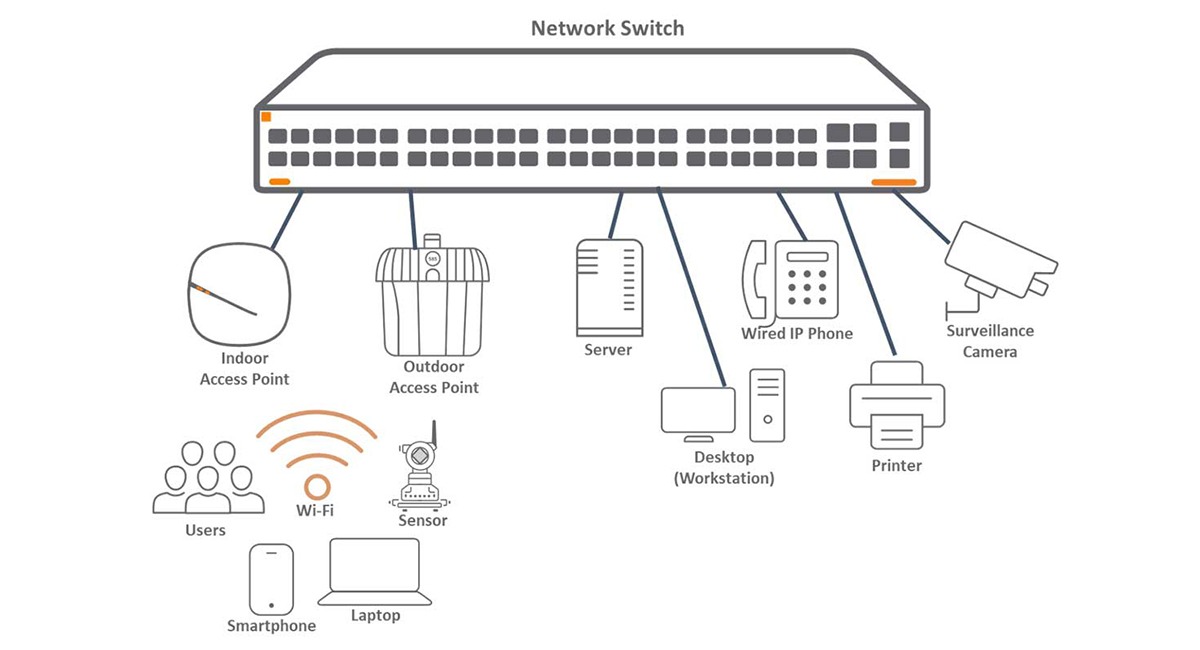 Network Switch
Indoor
Access Point
Outdoor
Access Point
Server
Wired IP Phone
Surveillance
Camera
Desktop
(Workstation)
Printer
Users
Wi-Fi
Sensor
Smartphone
Laptop